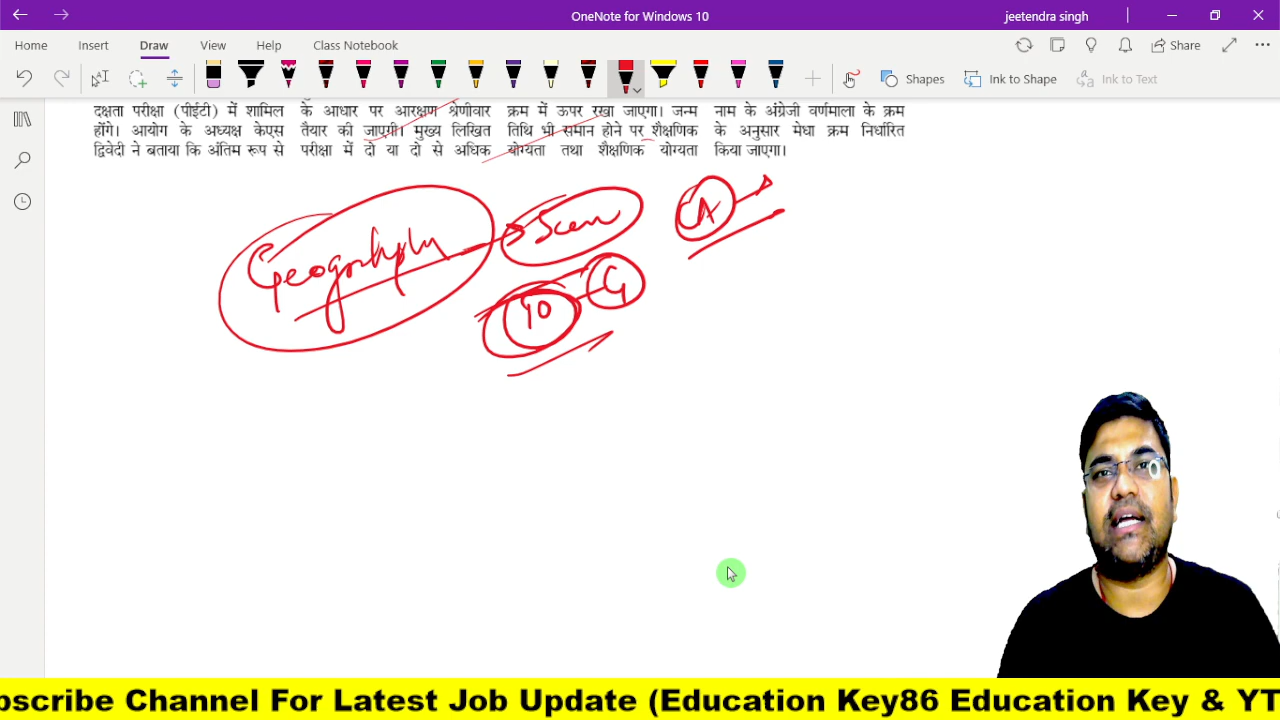 OneNote for Windows 10
jeetendra singh
Home Insert Draw View Help Class Notebook
Share
Shapes Ink to Shape Ink to Text
दक्षता परीक्षा (पीईटी) में शामिल
होंगे। आयोग के अध्यक्ष केएस
द्विवेदी ने बताया कि अंतिम रूप से
के आधार पर आरक्षण श्रेणीवार
तैयार की जाएगी। मुख्य लिखित
परीक्षा में दो या दो से अधिक
क्रम में ऊपर रखा जाएगा। जन्म
तिथि भी समान होने पर शैक्षणिक
योग्यता तथा शैक्षणिक योग्यता
नाम के अंग्रेजी वर्णमाला के क्रम
के अनुसार मेधा क्रम निर्धारित
किया जाएगा।
10
G
bscribe Channel For Latest Job Update (Education Key86 Education Key & YT